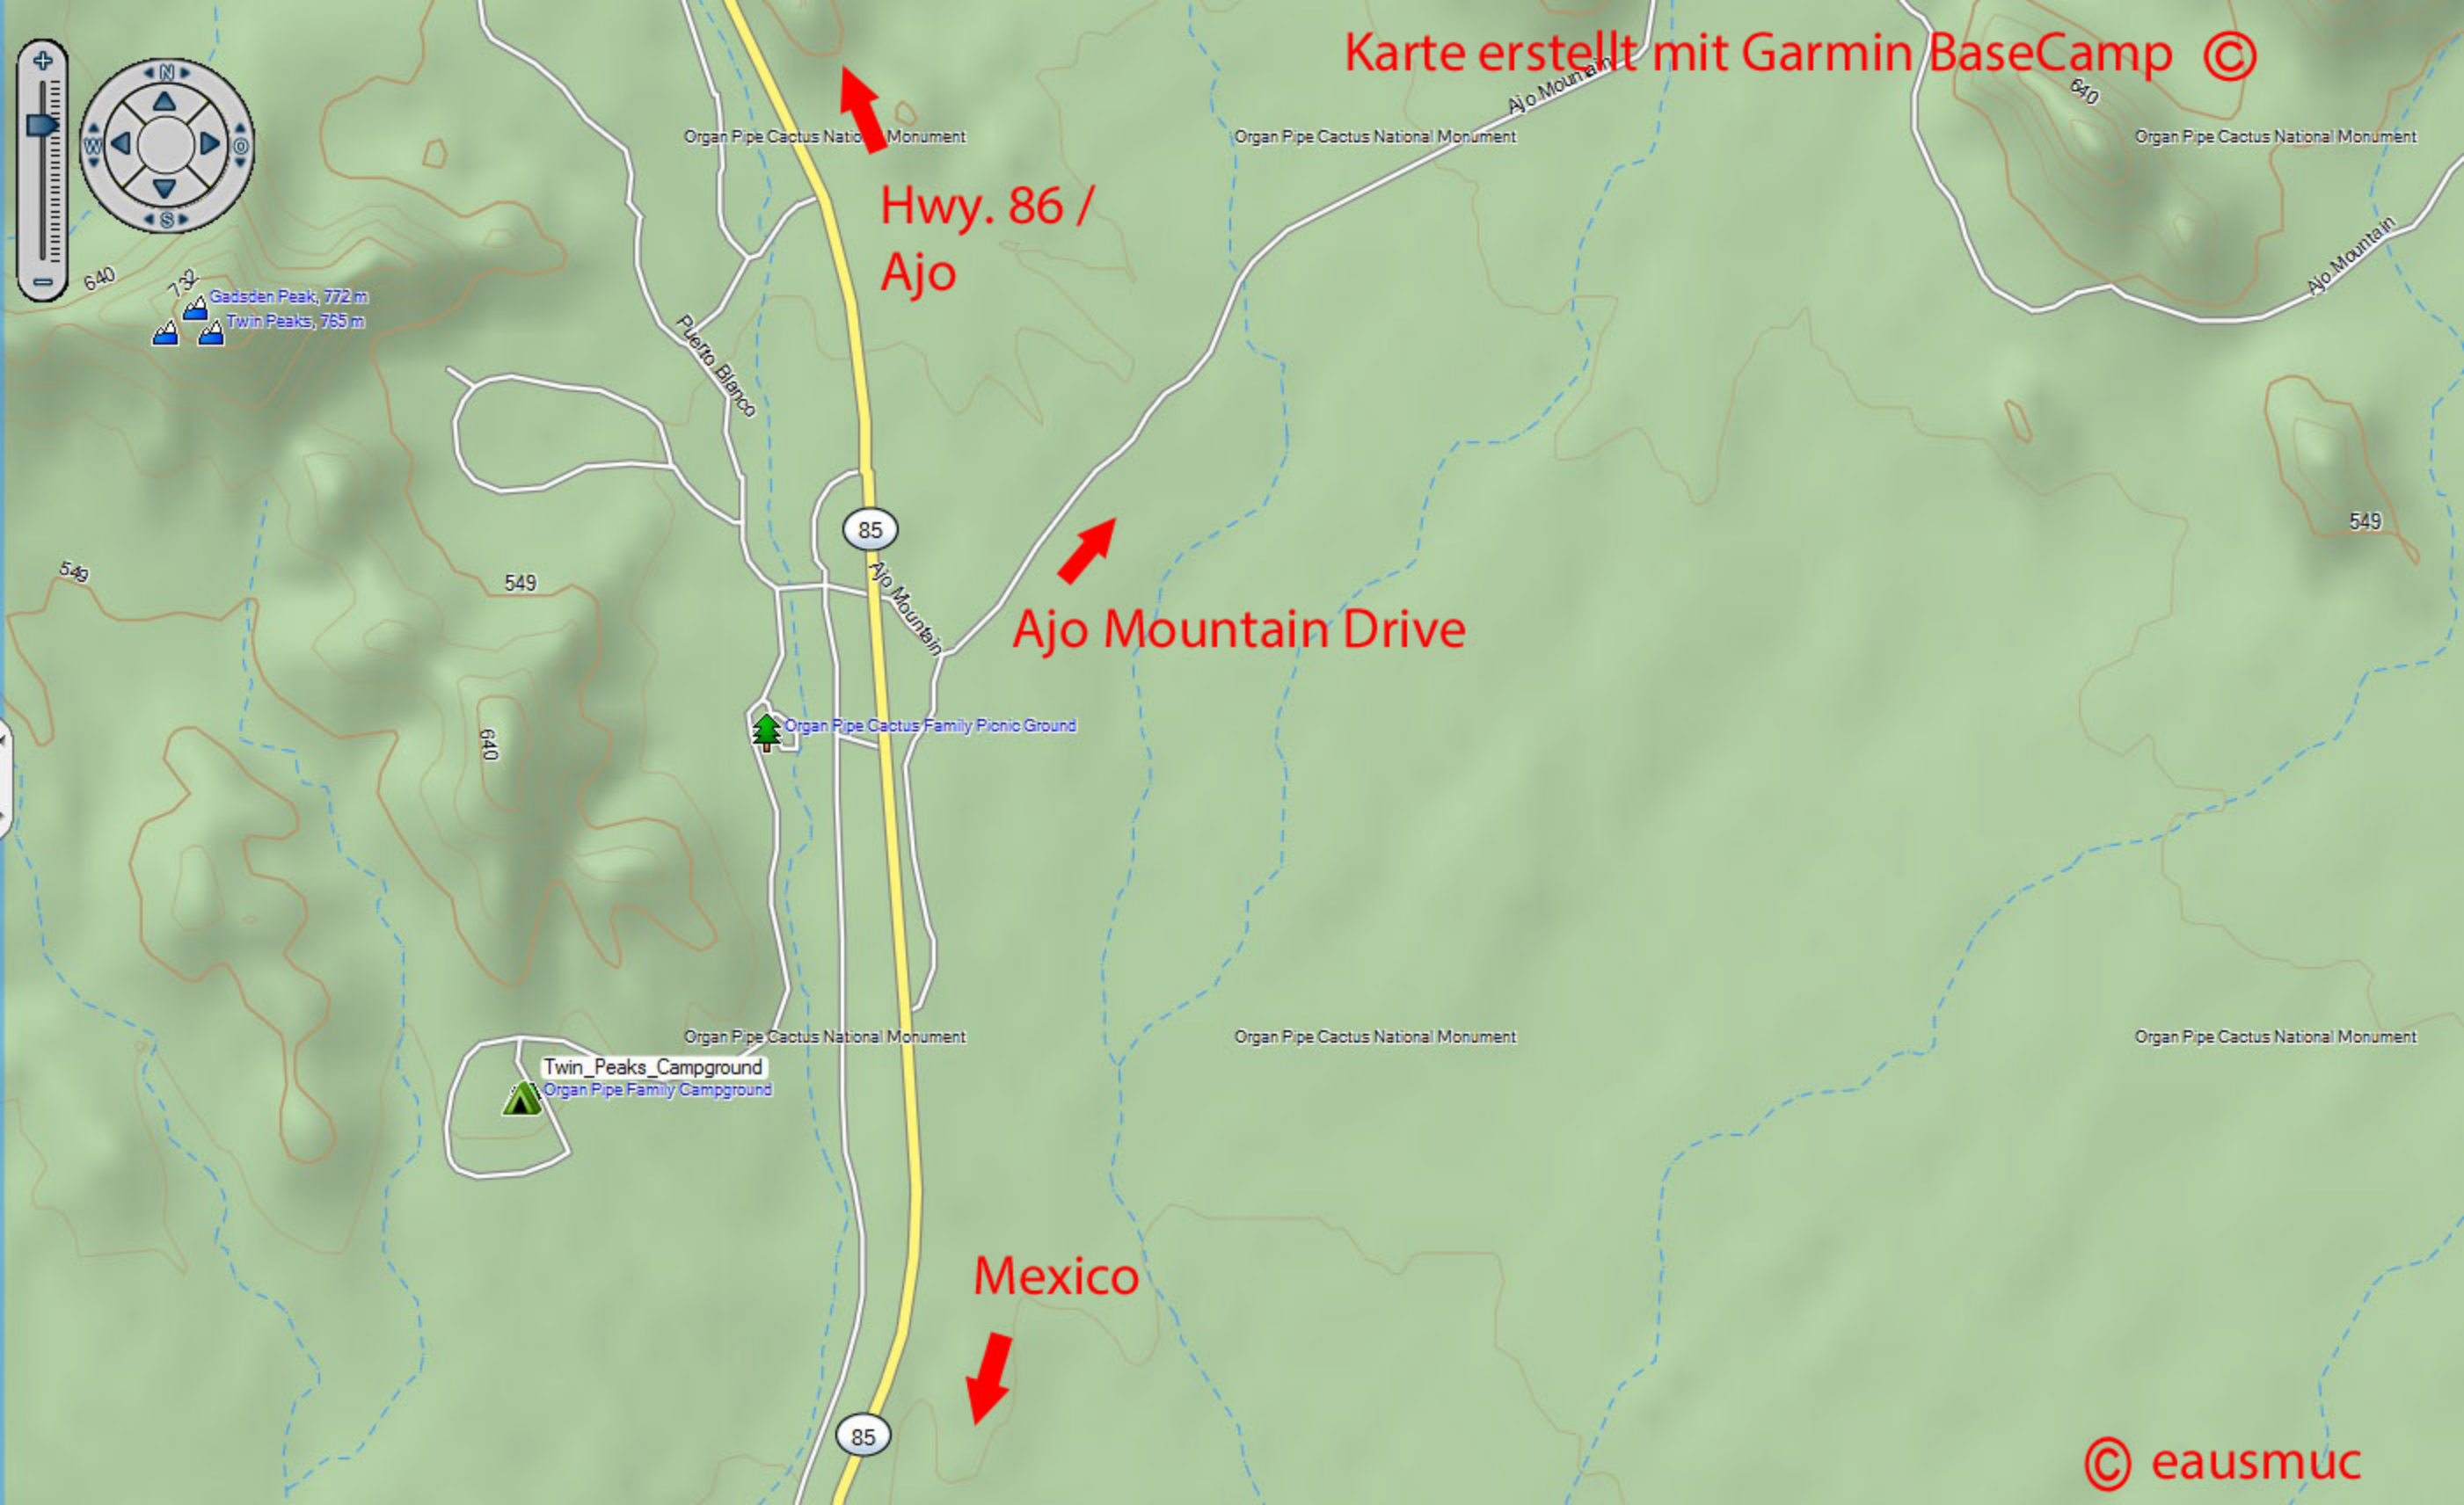 Karte erstellt mit Garmin BaseCamp ©
Ajo Mountain
640
N
W
O
S
Organ Pipe Cactus National Monument
Organ Pipe Cactus National Monument
Organ Pipe Cactus National Monument
Hwy. 86 /
Ajo
Ajo Mountain
640
732
Gadsden Peak, 772 m
Twin Peaks, 765 m
Puerto Blanco
85
549
549
549
Ajo Mountain
Ajo Mountain Drive
640
Organ Pipe Cactus Family Picnic Ground
Organ Pipe Cactus National Monument
Organ Pipe Cactus National Monument
Organ Pipe Cactus National Monument
Twin_Peaks_Campground
Organ Pipe Family Campground
Mexico
85
© eausmuc